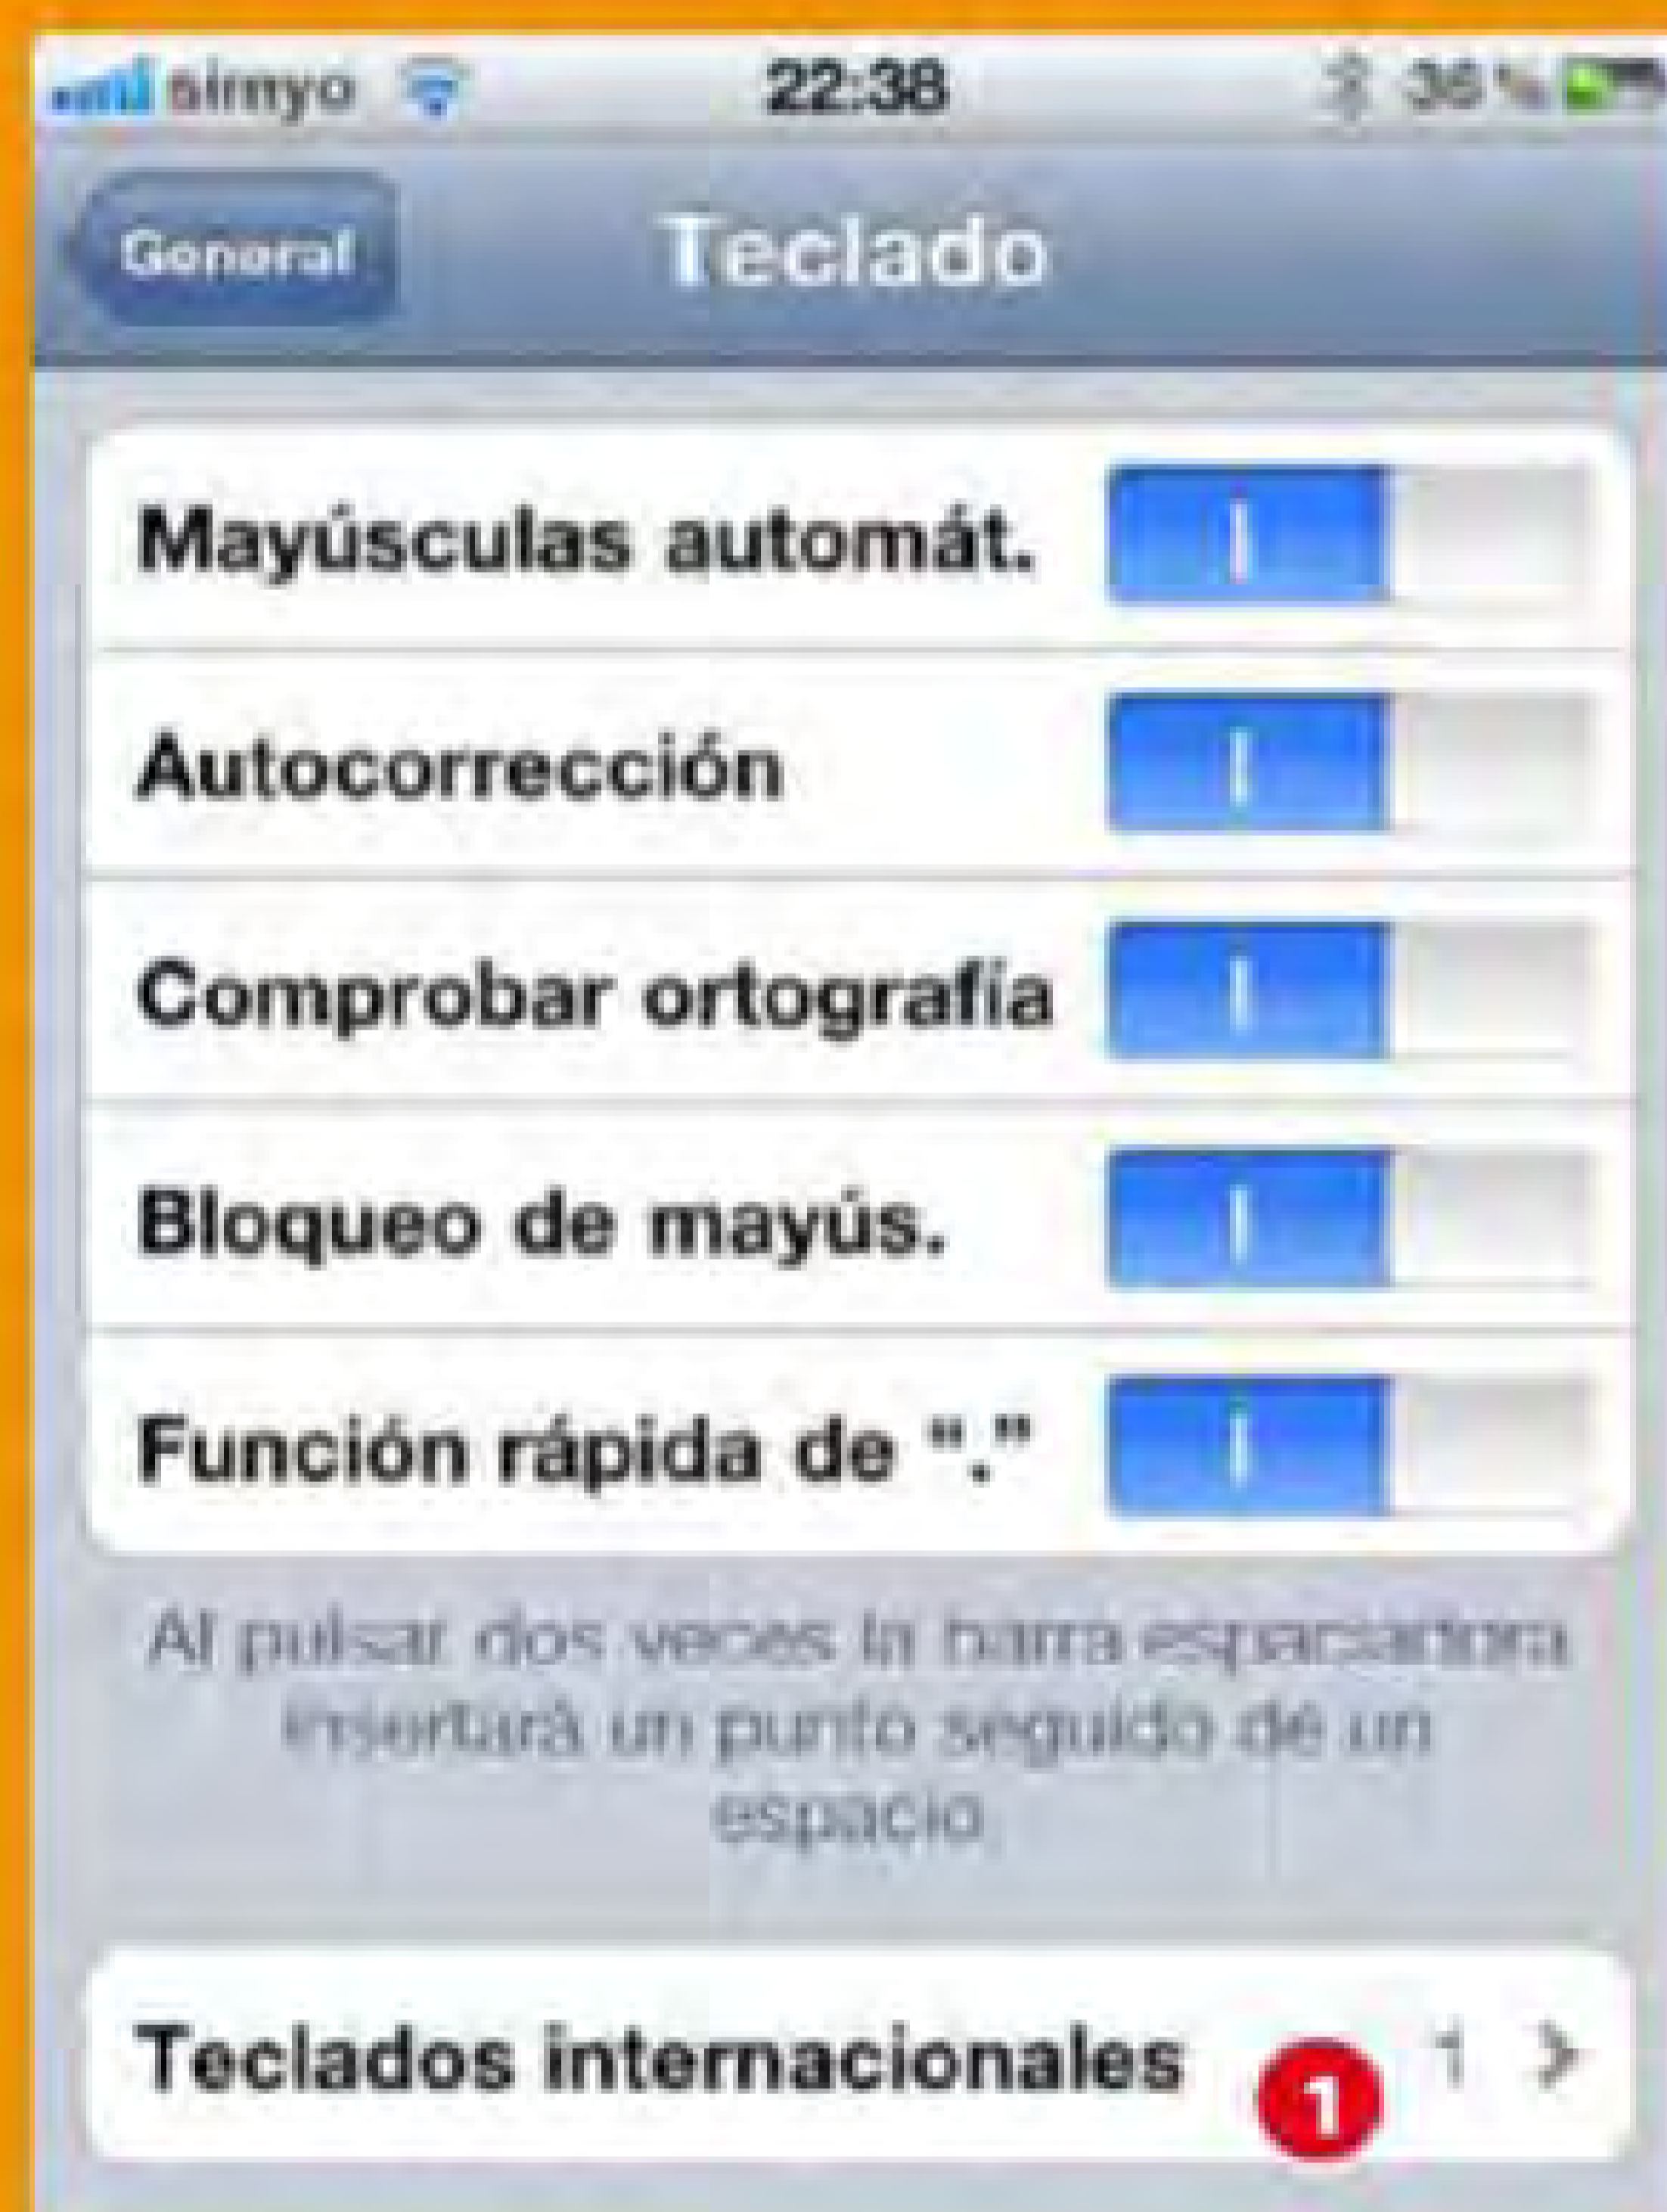 simyo 22:38 36 %
General Teclado
Mayúsculas automát.
Autocorrección
Comprobar ortografía
Bloqueo de mayús.
Función rápida de “.”
Al pulsar dos veces la barra espaciadora
insertará un punto seguido de un
espacio
Teclados internacionales 1 1